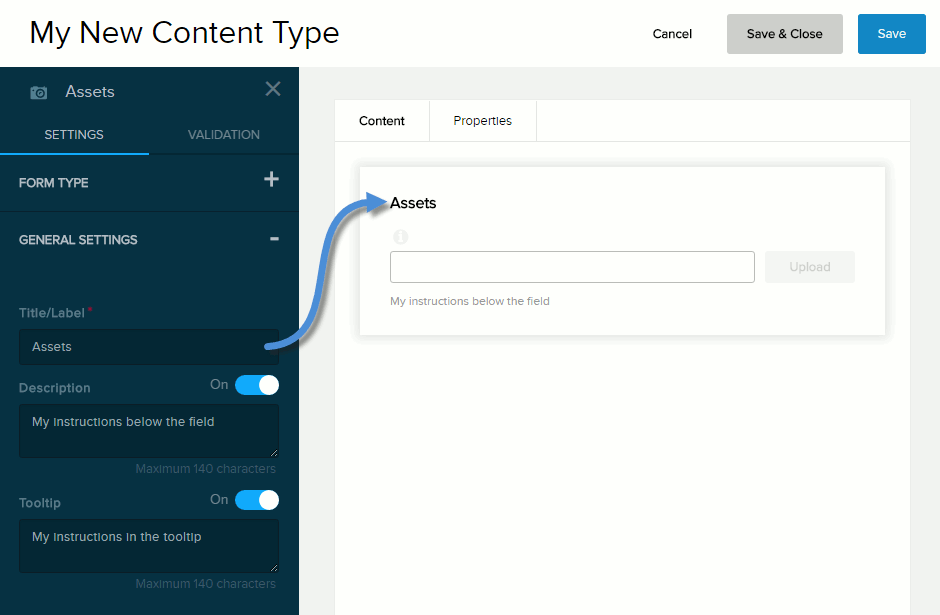 My New Content Type
Cancel
Save & Close
Save
Assets
SETTINGS
VALIDATION
FORM TYPE
GENERAL SETTINGS
Title/Label*
Assets
Description
On
My instructions below the field
Maximum 140 characters
Tooltip
On
My instructions in the tooltip
Maximum 140 characters
Content
Properties
Assets
Upload
My instructions below the field